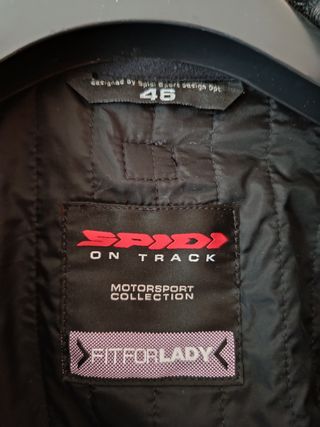 designed by Spidi Sport Design Dpt.
46
SPIDI
ON TRACK
MOTORSPORT
COLLECTION
FITFORLADY